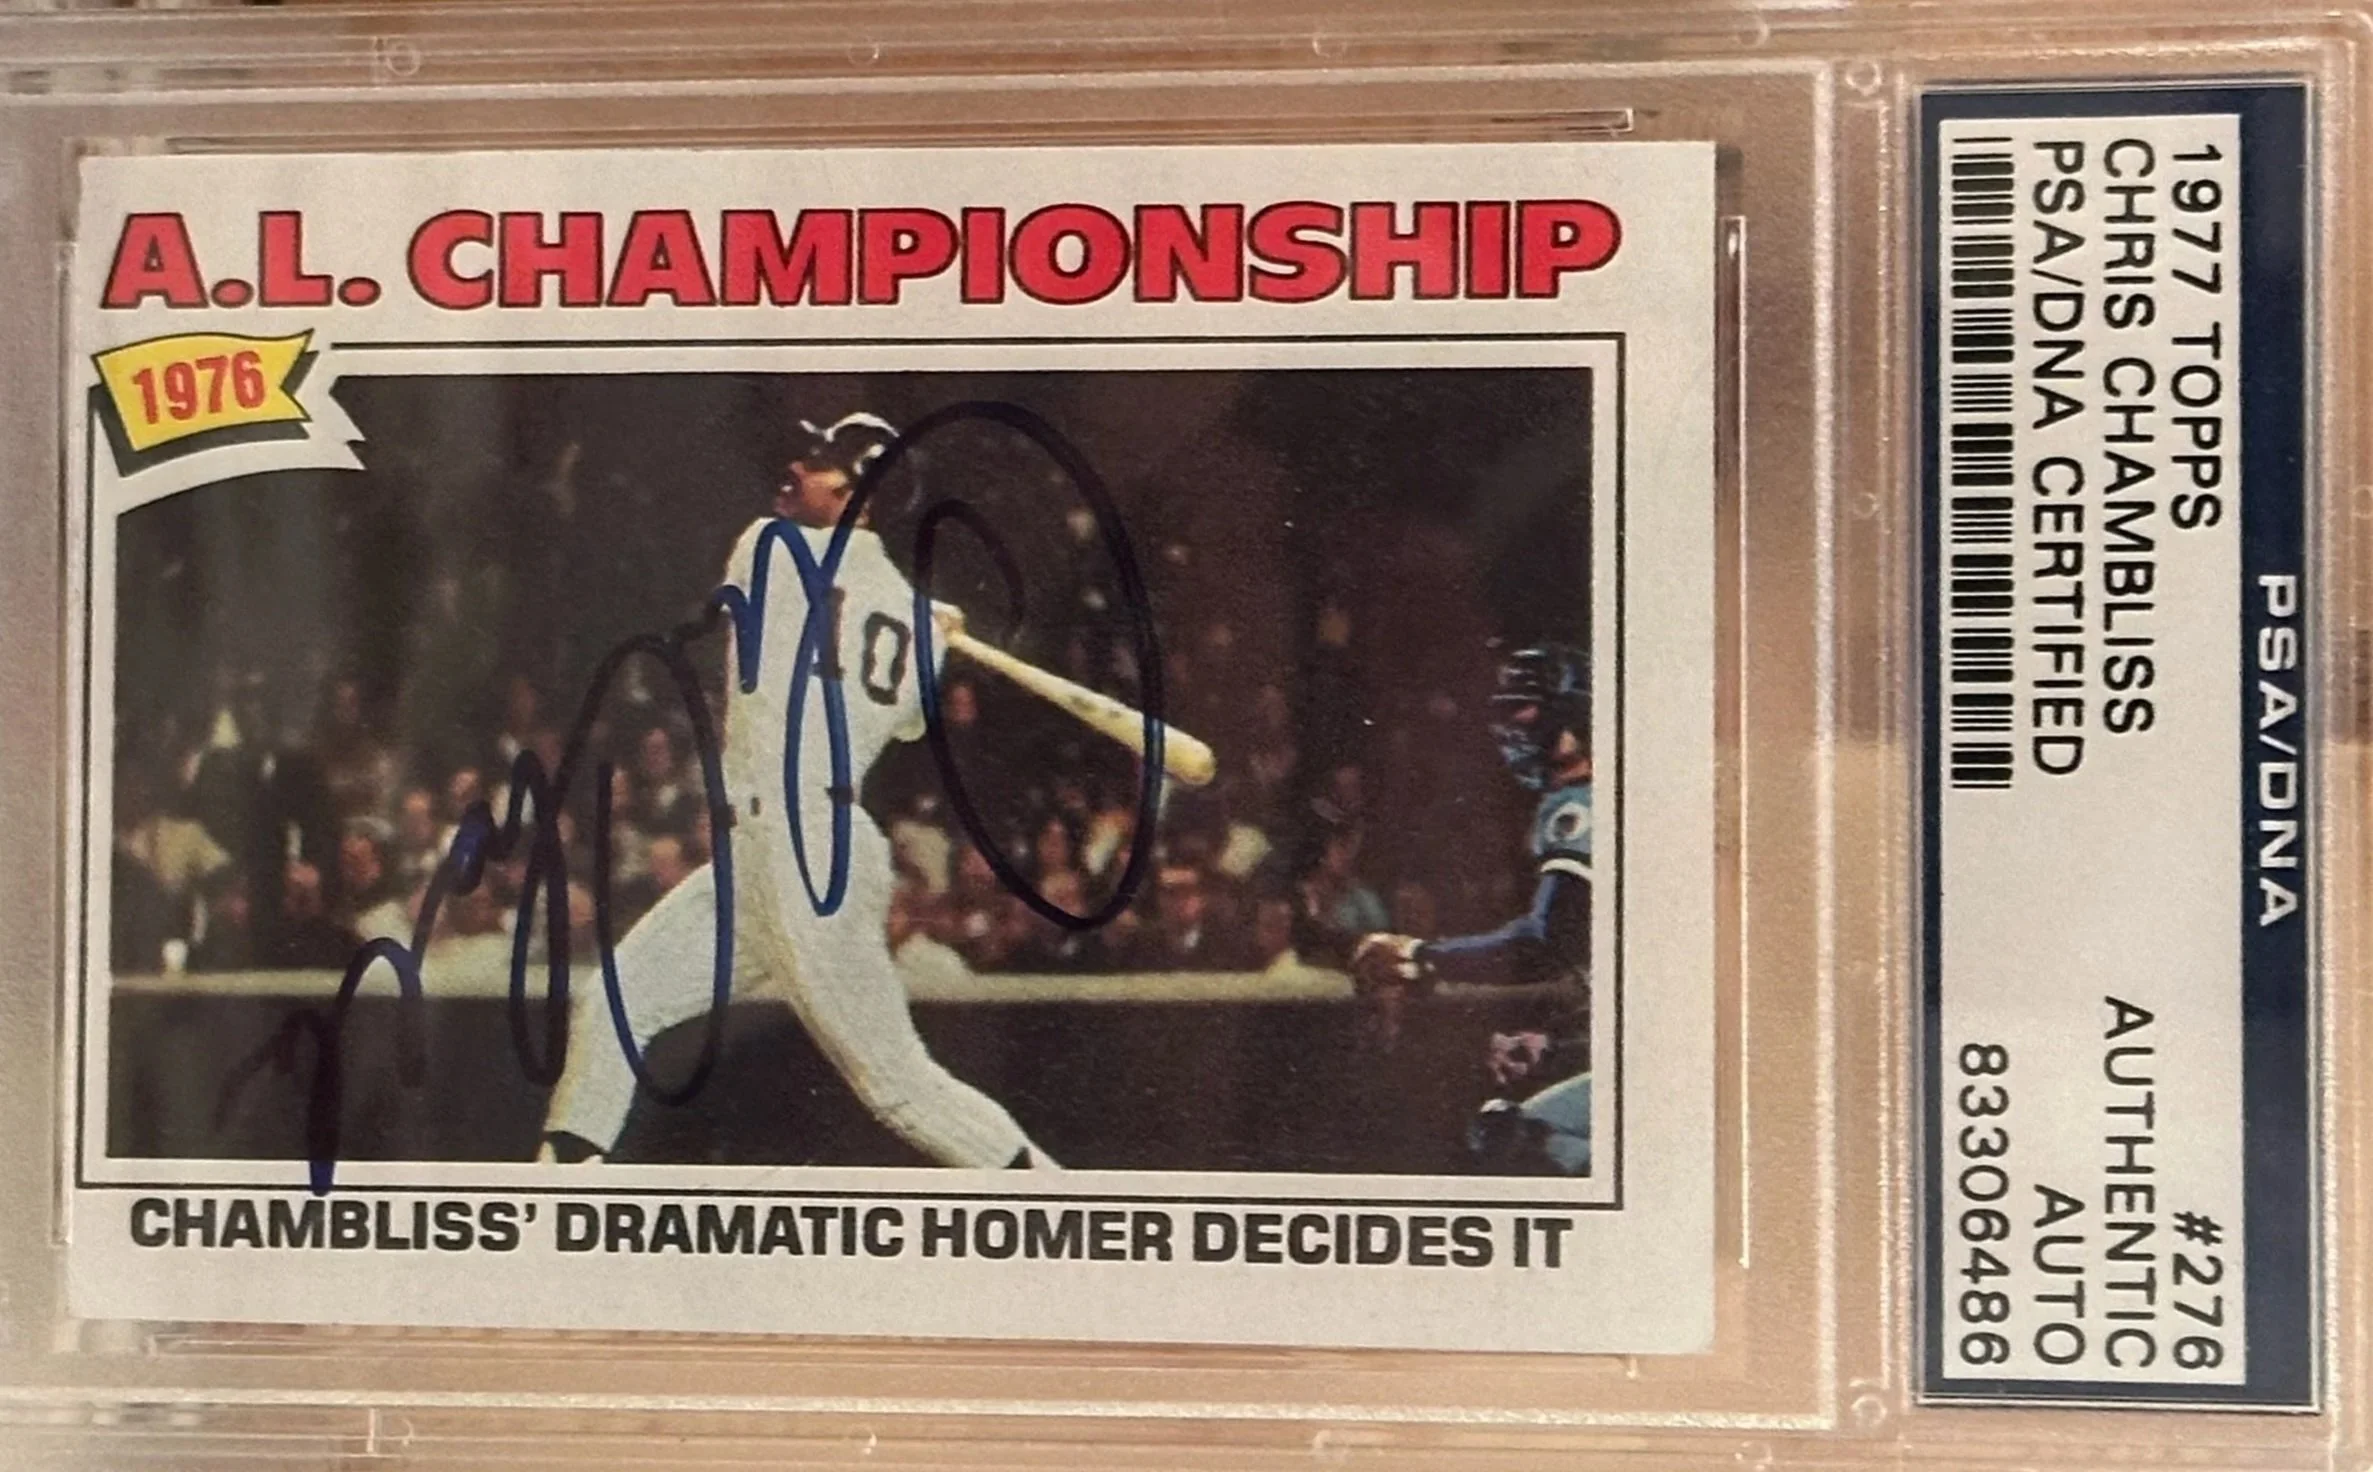 A.L. CHAMPIONSHIP
1976
10
CHAMBLISS' DRAMATIC HOMER DECIDES IT
PSA/DNA
1977 TOPPS #276
CHRIS CHAMBLISS AUTHENTIC
PSA/DNA CERTIFIED AUTO
83306486